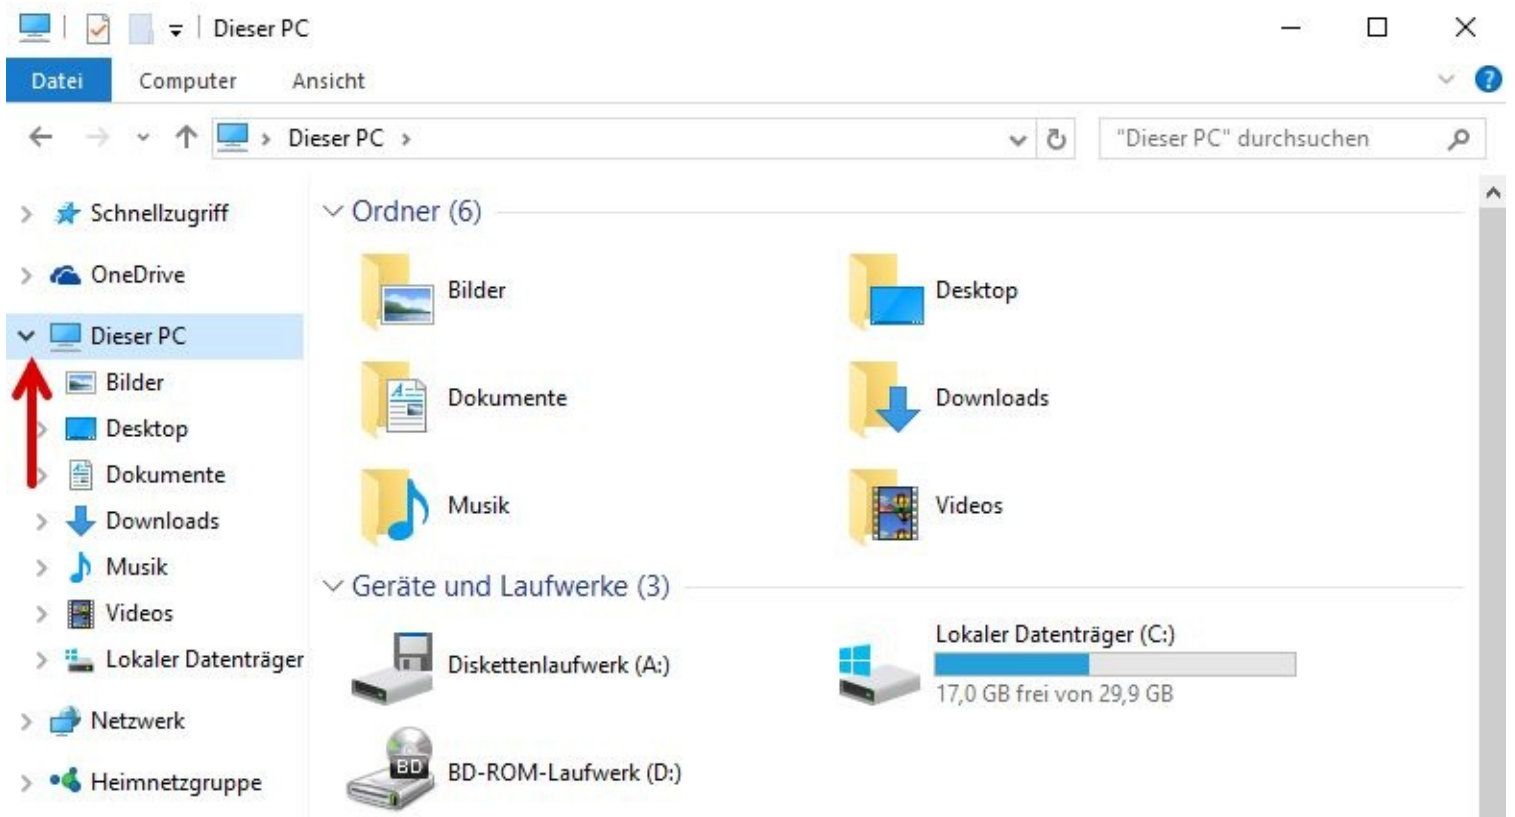 Dieser PC
Datei Computer Ansicht
Dieser PC "Dieser PC" durchsuchen
Schnellzugriff
OneDrive
Dieser PC
Bilder
Desktop
Dokumente
Downloads
Musik
Videos
Lokaler Datenträger
Netzwerk
Heimnetzgruppe
Ordner (6)
Bilder
Desktop
Dokumente
Downloads
Musik
Videos
Geräte und Laufwerke (3)
Diskettenlaufwerk (A:)
Lokaler Datenträger (C:)
17,0 GB frei von 29,9 GB
BD
BD-ROM-Laufwerk (D:)